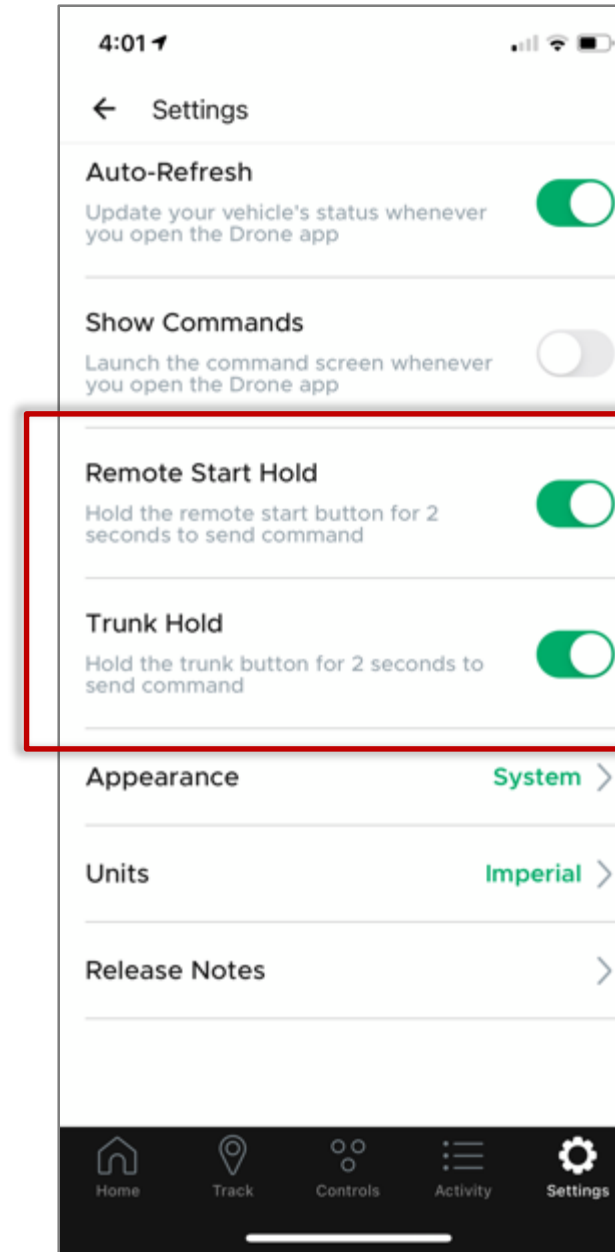 4:01
Settings
Auto-Refresh
Update your vehicle's status whenever
you open the Drone app
Show Commands
Launch the command screen whenever
you open the Drone app
Remote Start Hold
Hold the remote start button for 2
seconds to send command
Trunk Hold
Hold the trunk button for 2 seconds to
send command
Appearance System
Units Imperial
Release Notes
Home Track Controls Activity Settings